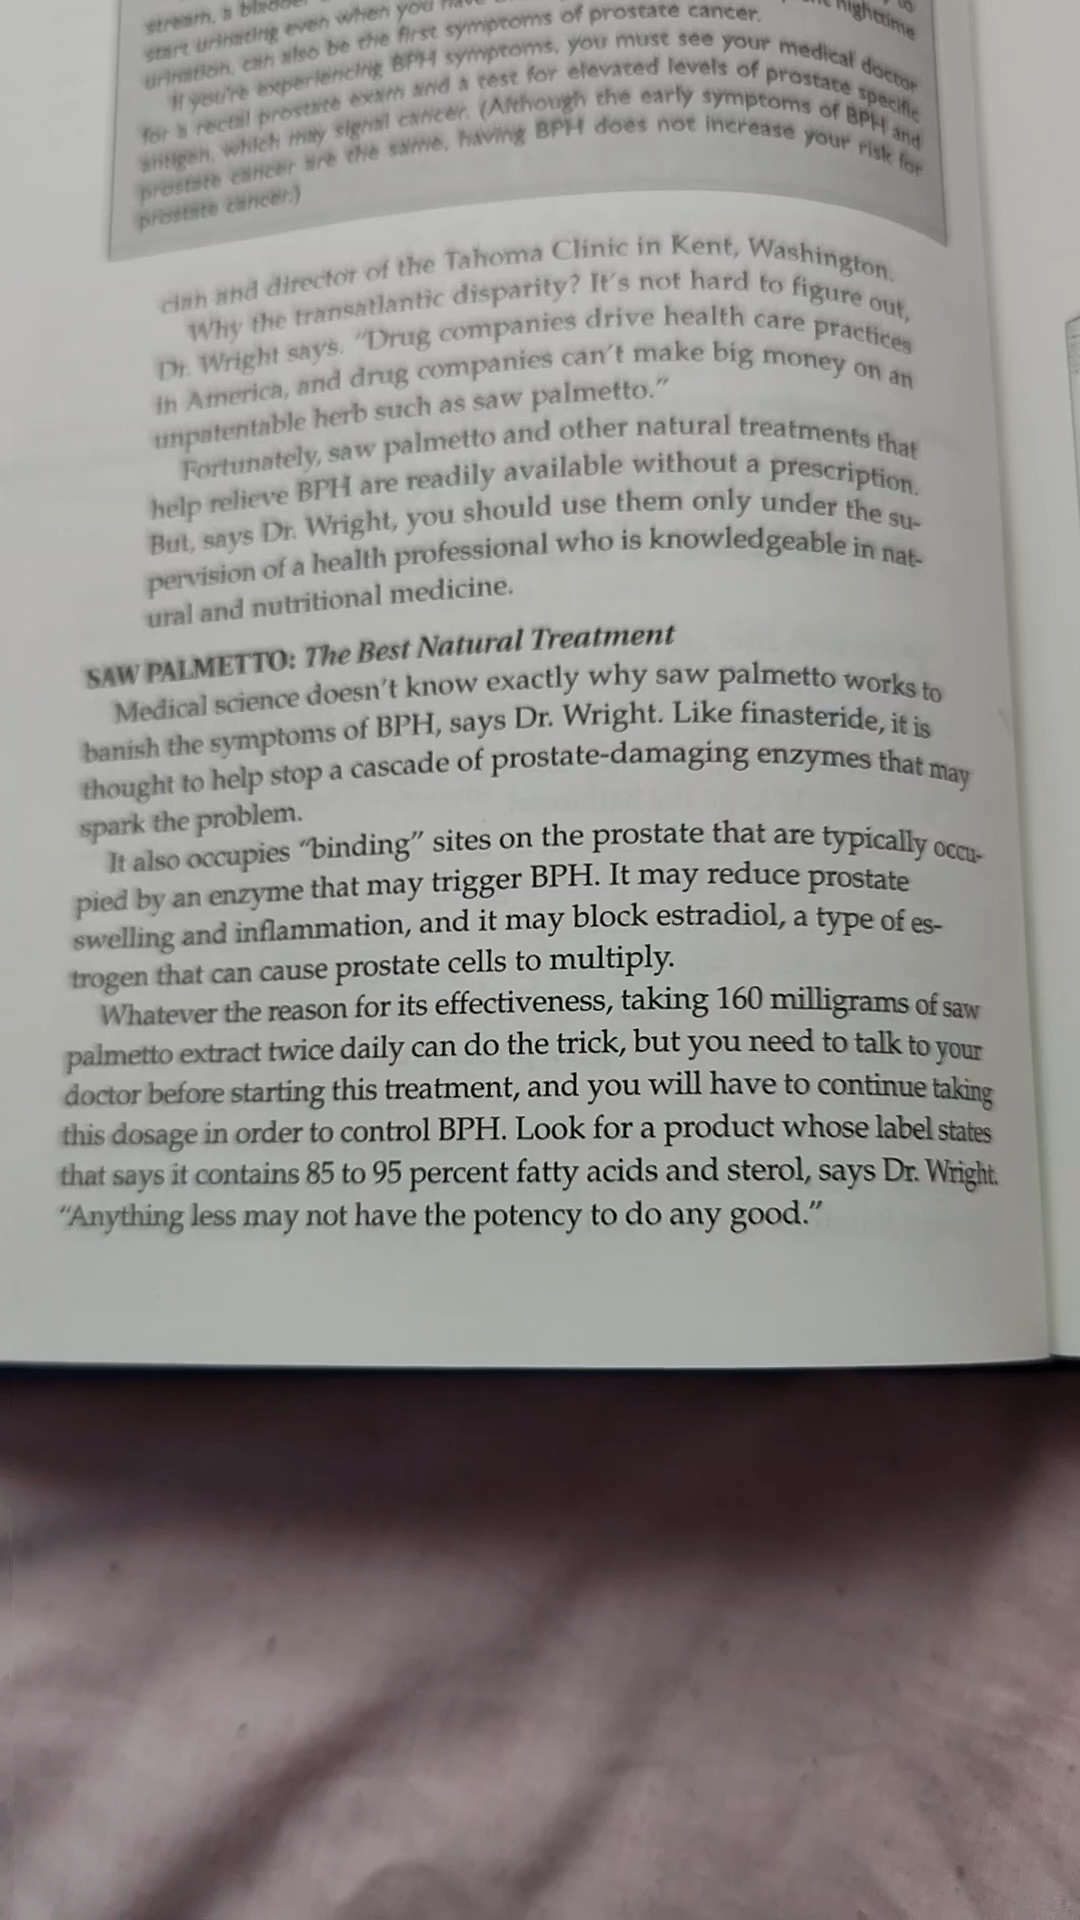 stream, a bladder
start urinating even when you have nighttime
urination, can also be the first symptoms of prostate cancer.
If you're experiencing BPH symptoms, you must see your medical doctor
for a rectal prostate exam and a test for elevated levels of prostate specific
antigen, which may signal cancer. (Although the early symptoms of BPH and
prostate cancer are the same, having BPH does not increase your risk for
prostate cancer.)
cian and director of the Tahoma Clinic in Kent, Washington.
Why the transatlantic disparity? It's not hard to figure out,
Dr. Wright says. "Drug companies drive health care practices
in America, and drug companies can't make big money on an
unpatentable herb such as saw palmetto."
Fortunately, saw palmetto and other natural treatments that
help relieve BPH are readily available without a prescription.
But, says Dr. Wright, you should use them only under the su-
pervision of a health professional who is knowledgeable in nat-
ural and nutritional medicine.
SAW PALMETTO: The Best Natural Treatment
Medical science doesn't know exactly why saw palmetto works to
banish the symptoms of BPH, says Dr. Wright. Like finasteride, it is
thought to help stop a cascade of prostate-damaging enzymes that may
spark the problem.
It also occupies "binding" sites on the prostate that are typically occu-
pied by an enzyme that may trigger BPH. It may reduce prostate
swelling and inflammation, and it may block estradiol, a type of es-
trogen that can cause prostate cells to multiply.
Whatever the reason for its effectiveness, taking 160 milligrams of saw
palmetto extract twice daily can do the trick, but you need to talk to your
doctor before starting this treatment, and you will have to continue taking
this dosage in order to control BPH. Look for a product whose label states
that says it contains 85 to 95 percent fatty acids and sterol, says Dr. Wright.
"Anything less may not have the potency to do any good."